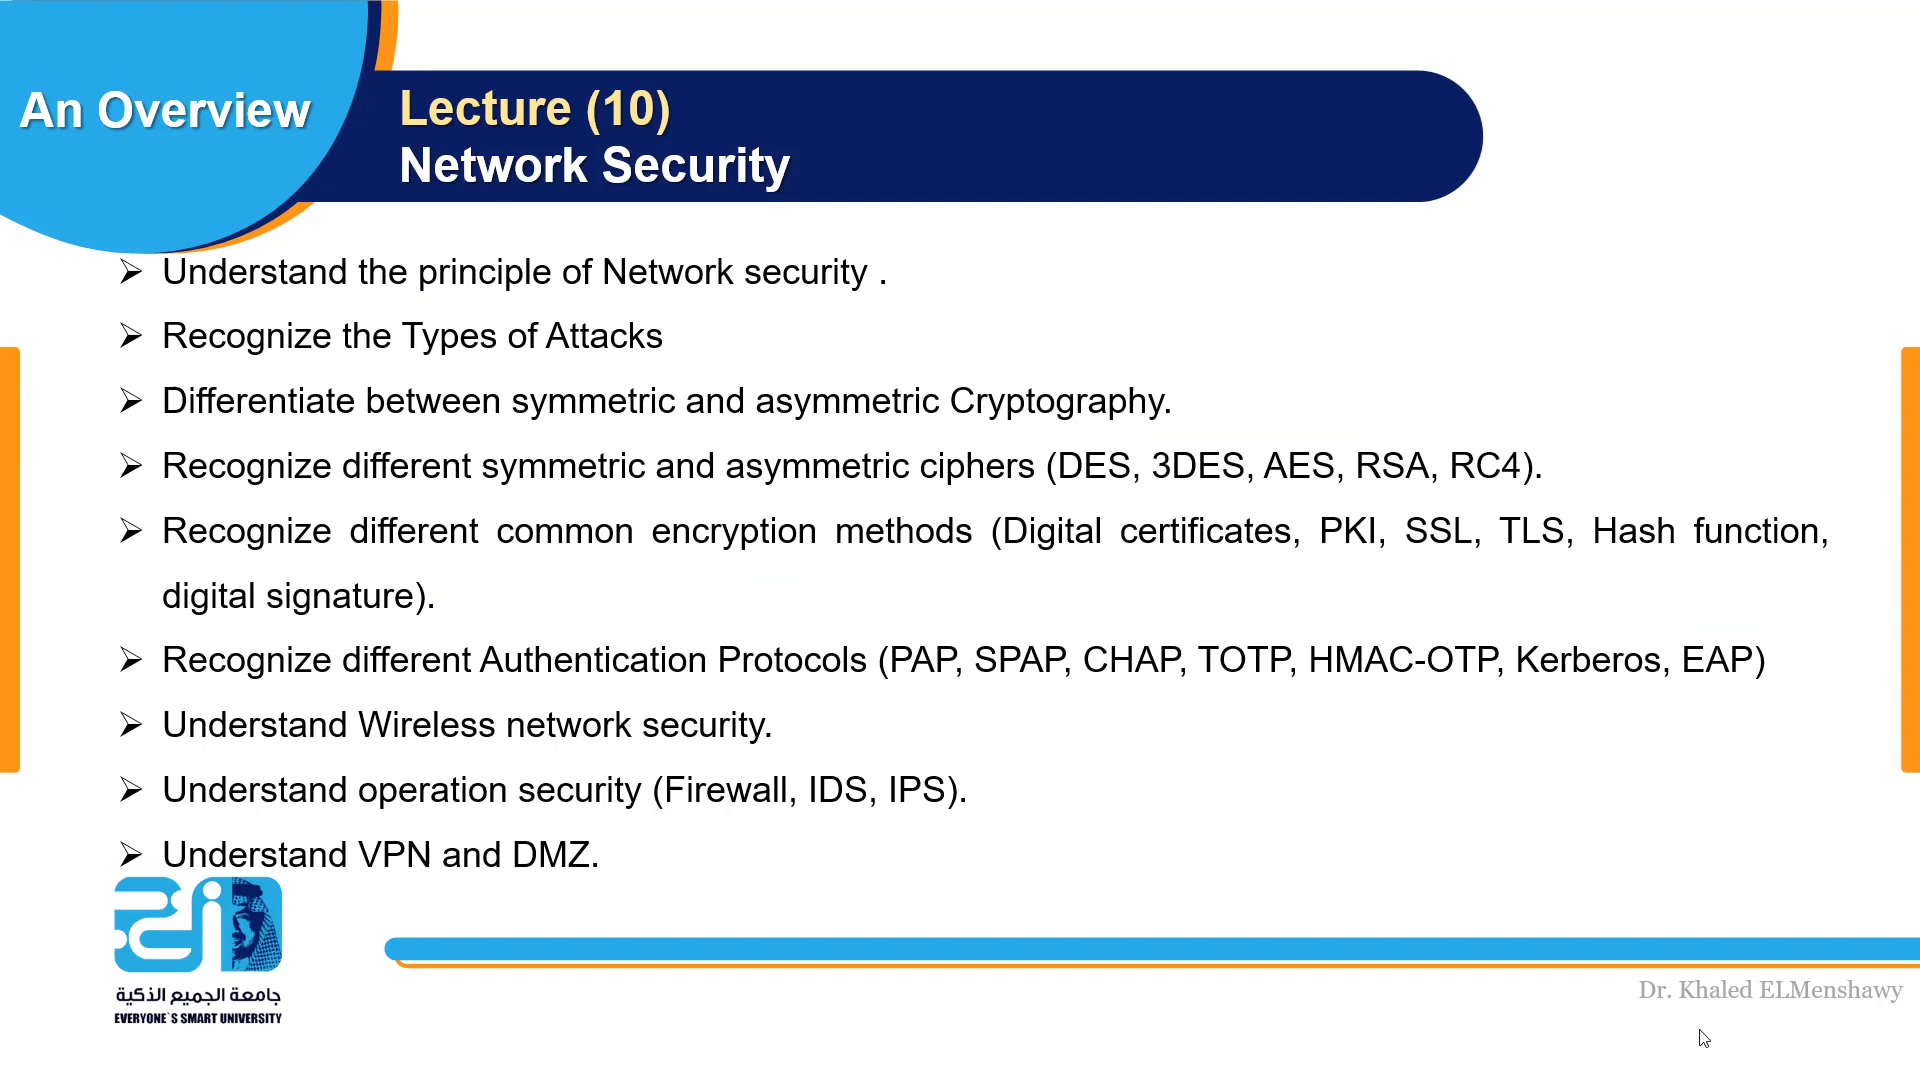 An Overview
Lecture (10)
Network Security
➢ Understand the principle of Network security .
➢ Recognize the Types of Attacks
➢ Differentiate between symmetric and asymmetric Cryptography.
➢ Recognize different symmetric and asymmetric ciphers (DES, 3DES, AES, RSA, RC4).
➢ Recognize different common encryption methods (Digital certificates, PKI, SSL, TLS, Hash function,
digital signature).
➢ Recognize different Authentication Protocols (PAP, SPAP, CHAP, TOTP, HMAC-OTP, Kerberos, EAP)
➢ Understand Wireless network security.
➢ Understand operation security (Firewall, IDS, IPS).
➢ Understand VPN and DMZ.
جامعة الجميع الذكية
EVERYONE`S SMART UNIVERSITY
Dr. Khaled ELMenshawy